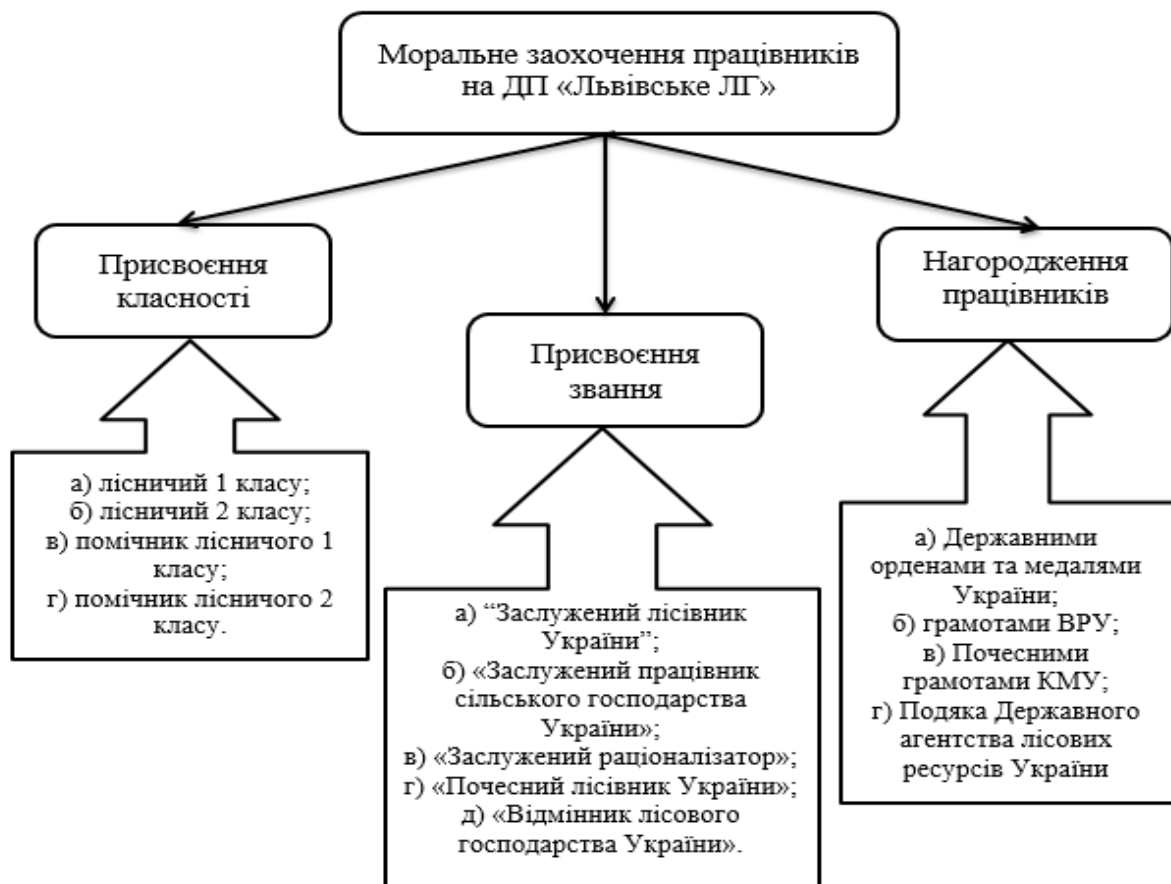 Моральне заохочення працівників
на ДП «Львівське ЛГ»
Присвоєння
класності
Присвоєння
звання
Нагородження
працівників
а) лісничий 1 класу;
б) лісничий 2 класу;
в) помічник лісничого 1
класу;
г) помічник лісничого 2
класу.
а) “Заслужений лісівник
України”;
б) «Заслужений працівник
сільського господарства
України»;
в) «Заслужений раціоналізатор»;
г) «Почесний лісівник України»;
д) «Відмінник лісового
господарства України».
а) Державними
орденами та медалями
України;
б) грамотами ВРУ;
в) Почесними
грамотами КМУ;
г) Подяка Державного
агентства лісових
ресурсів України